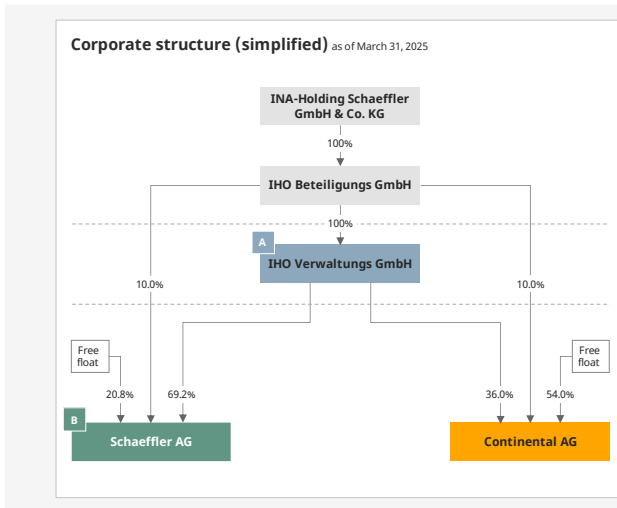 Corporate structure (simplified) as of March 31, 2025
INA-Holding Schaeffler
GmbH & Co. KG
100%
IHO Beteiligungs GmbH
100%
A
IHO Verwaltungs GmbH
10.0%
10.0%
Free
float
Free
float
20.8%
69.2%
36.0%
54.0%
B
Schaeffler AG
Continental AG